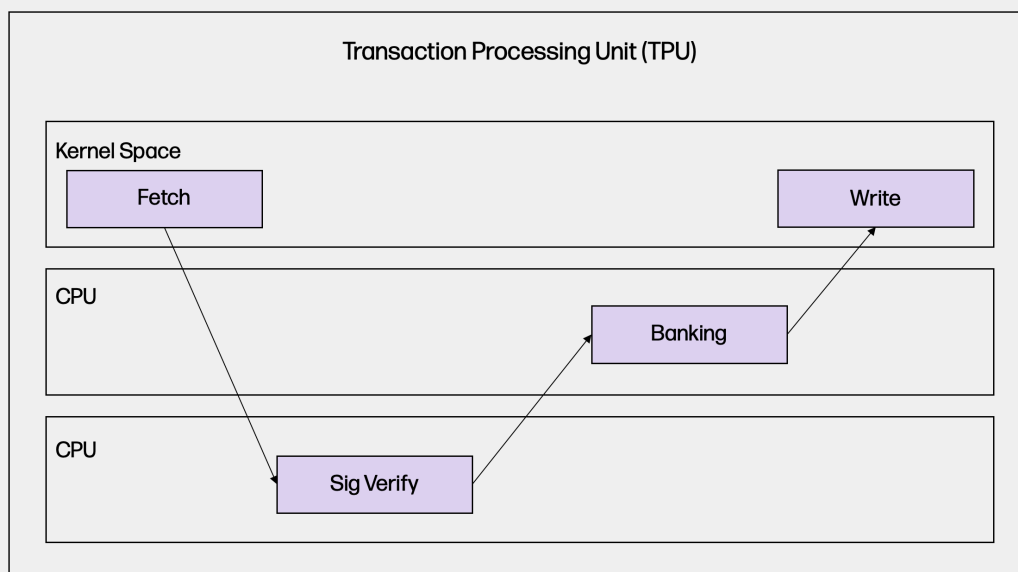 Transaction Processing Unit (TPU)
Kernel Space
Fetch
Write
CPU
Banking
CPU
Sig Verify